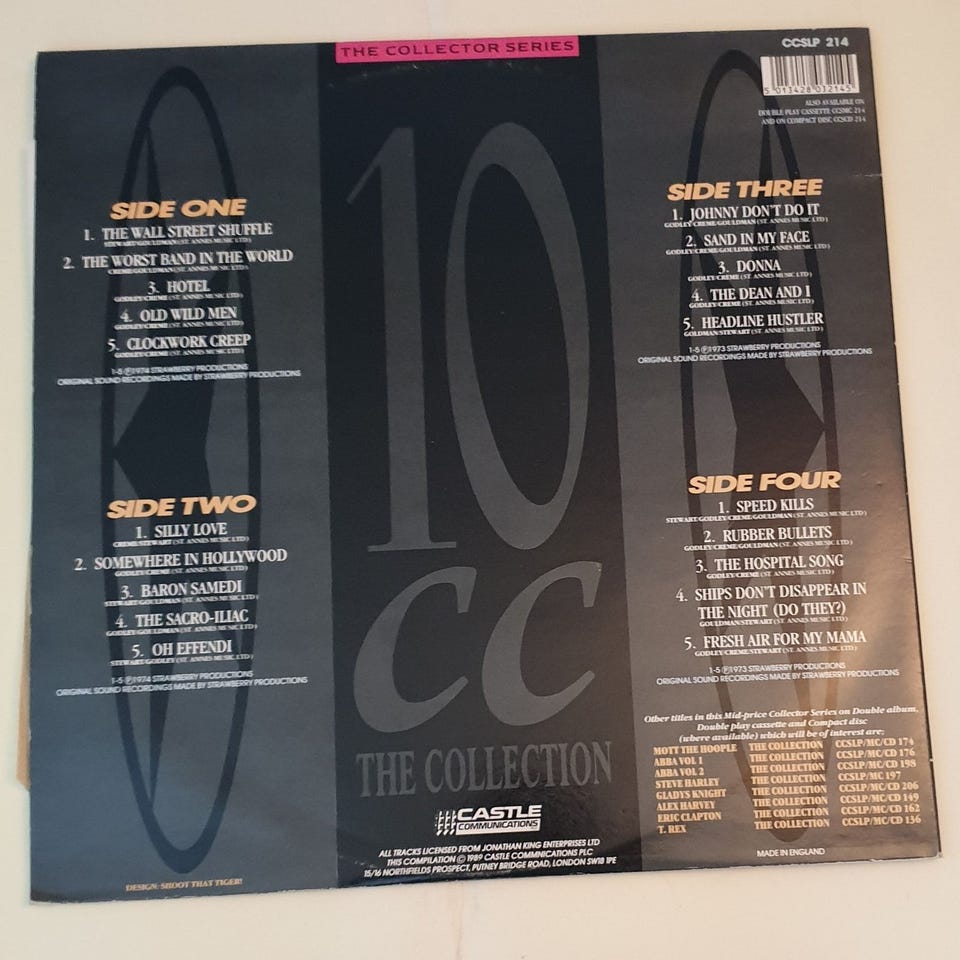 THE COLLECTOR SERIES
CCSLP 214
5 013428 032145
ALSO AVAILABLE ON
DOUBLE PLAY CASSETTE CCSMC 214
AND ON COMPACT DISC CCSCD 214
10
cc
THE COLLECTION
SIDE ONE
1. THE WALL STREET SHUFFLE
STEWART/GOULDMAN (ST. ANNES MUSIC LTD)
2. THE WORST BAND IN THE WORLD
CREME/GOULDMAN (ST. ANNES MUSIC LTD)
3. HOTEL
GODLEY/CREME (ST. ANNES MUSIC LTD)
4. OLD WILD MEN
GODLEY/CREME (ST. ANNES MUSIC LTD)
5. CLOCKWORK CREEP
GODLEY/CREME (ST. ANNES MUSIC LTD)
1-5 ℗1974 STRAWBERRY PRODUCTIONS
ORIGINAL SOUND RECORDINGS MADE BY STRAWBERRY PRODUCTIONS
SIDE TWO
1. SILLY LOVE
CREME/STEWART (ST. ANNES MUSIC LTD)
2. SOMEWHERE IN HOLLYWOOD
GODLEY/CREME (ST. ANNES MUSIC LTD)
3. BARON SAMEDI
STEWART/GOULDMAN (ST. ANNES MUSIC LTD)
4. THE SACRO-ILIAC
GODLEY/GOULDMAN (ST. ANNES MUSIC LTD)
5. OH EFFENDI
STEWART/GODLEY (ST. ANNES MUSIC LTD)
1-5 ℗1974 STRAWBERRY PRODUCTIONS
ORIGINAL SOUND RECORDINGS MADE BY STRAWBERRY PRODUCTIONS
SIDE THREE
1. JOHNNY DON'T DO IT
GODLEY/CREME/GOULDMAN (ST. ANNES MUSIC LTD)
2. SAND IN MY FACE
GODLEY/CREME/GOULDMAN (ST. ANNES MUSIC LTD)
3. DONNA
GODLEY/CREME (ST. ANNES MUSIC LTD)
4. THE DEAN AND I
GODLEY/CREME (ST. ANNES MUSIC LTD)
5. HEADLINE HUSTLER
GOLDMAN/STEWART (ST. ANNES MUSIC LTD)
1-5 ℗1973 STRAWBERRY PRODUCTIONS
ORIGINAL SOUND RECORDINGS MADE BY STRAWBERRY PRODUCTIONS
SIDE FOUR
1. SPEED KILLS
STEWART/GODLEY/CREME/GOULDMAN (ST. ANNES MUSIC LTD)
2. RUBBER BULLETS
GODLEY/CREME/GOULDMAN (ST. ANNES MUSIC LTD)
3. THE HOSPITAL SONG
GODLEY/CREME (ST. ANNES MUSIC LTD)
4. SHIPS DON'T DISAPPEAR IN
THE NIGHT (DO THEY?)
GOULDMAN/STEWART (ST. ANNES MUSIC LTD)
5. FRESH AIR FOR MY MAMA
GODLEY/CREME/STEWART (ST. ANNES MUSIC LTD)
1-5 ℗1973 STRAWBERRY PRODUCTIONS
ORIGINAL SOUND RECORDINGS MADE BY STRAWBERRY PRODUCTIONS
Other titles in this Mid-price Collector Series on Double album,
Double play cassette and Compact disc
(where available) which will be of interest are;
MOTT THE HOOPLE THE COLLECTION CCSLP/MC/CD 174
ABBA VOL 1 THE COLLECTION CCSLP/MC/CD 176
ABBA VOL 2 THE COLLECTION CCSLP/MC/CD 198
STEVE HARLEY THE COLLECTION CCSLP/MC 197
GLADYS KNIGHT THE COLLECTION CCSLP/MC/CD 206
ALEX HARVEY THE COLLECTION CCSLP/MC/CD 149
ERIC CLAPTON THE COLLECTION CCSLP/MC/CD 162
T. REX THE COLLECTION CCSLP/MC/CD 136
CASTLE
COMMUNICATIONS
ALL TRACKS LICENSED FROM JONATHAN KING ENTERPRISES LTD
THIS COMPILATION © 1989 CASTLE COMMNICATIONS PLC
15/16 NORTHFIELDS PROSPECT, PUTNEY BRIDGE ROAD, LONDON SW18 1PE
MADE IN ENGLAND
DESIGN: SHOOT THAT TIGER!